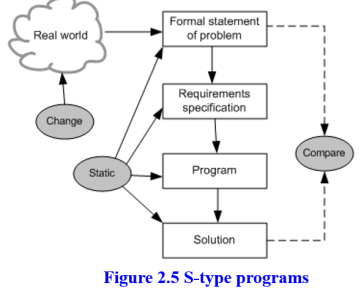 Real world
Formal statement
of problem
Requirements
specification
Change
Static
Program
Compare
Solution
Figure 2.5 S-type programs